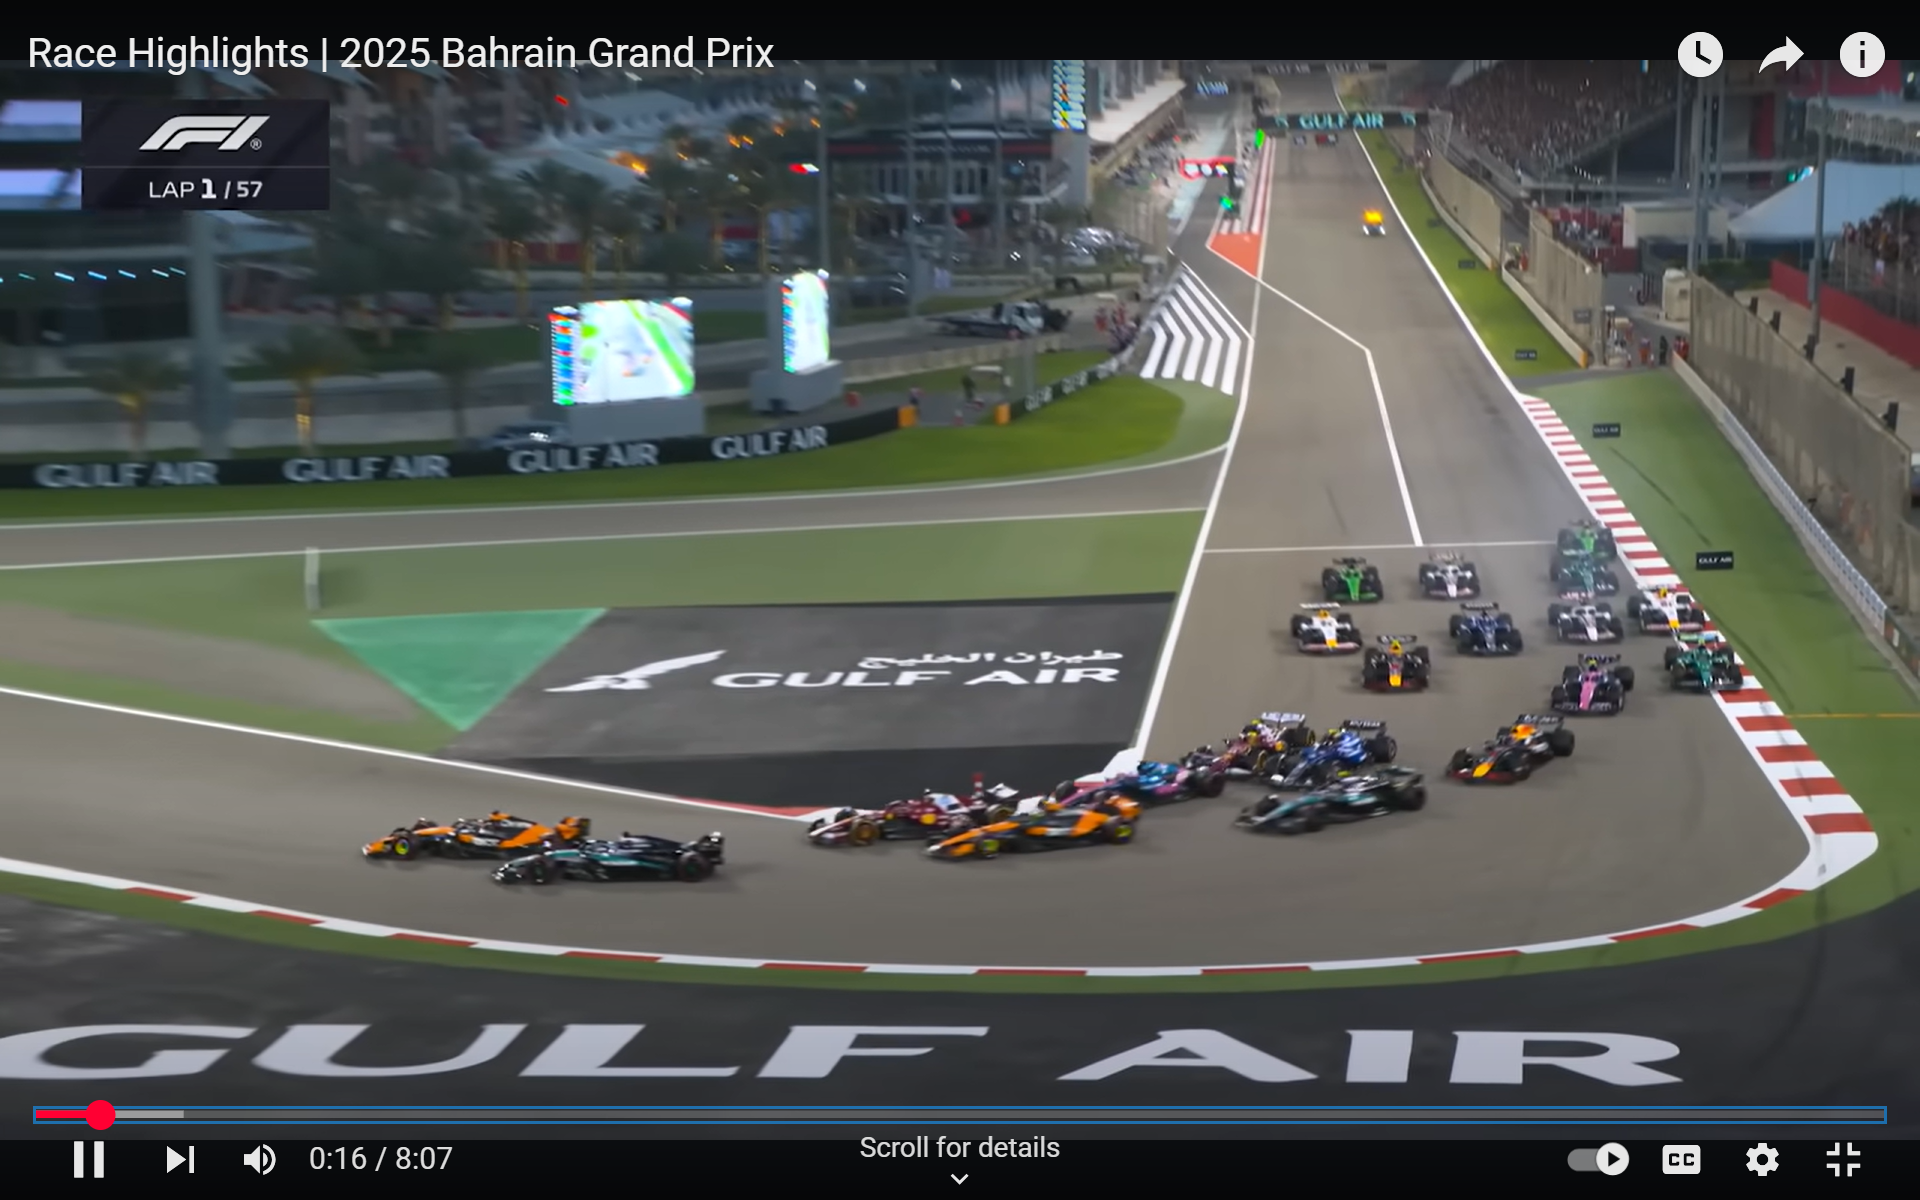 Race Highlights | 2025 Bahrain Grand Prix
F1
LAP 1 / 57
GULF AIR
GULF AIR
GULF AIR
GULF AIR
GULF AIR
طيران الخليج
GULF AIR
GULF AIR
0:16 / 8:07
Scroll for details
CC